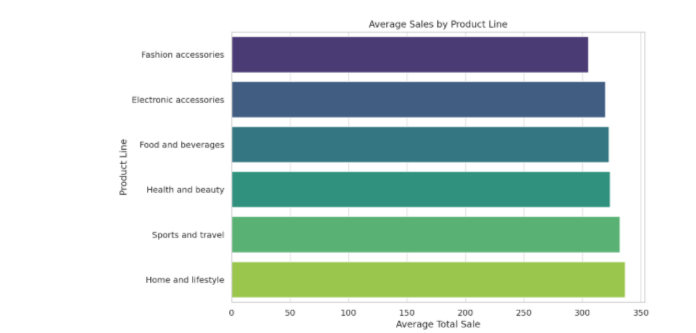 Average Sales by Product Line
Fashion accessories
Electronic accessories
Food and beverages
Health and beauty
Sports and travel
Home and lifestyle
Product Line
0 50 100 150 200 250 300 350
Average Total Sale